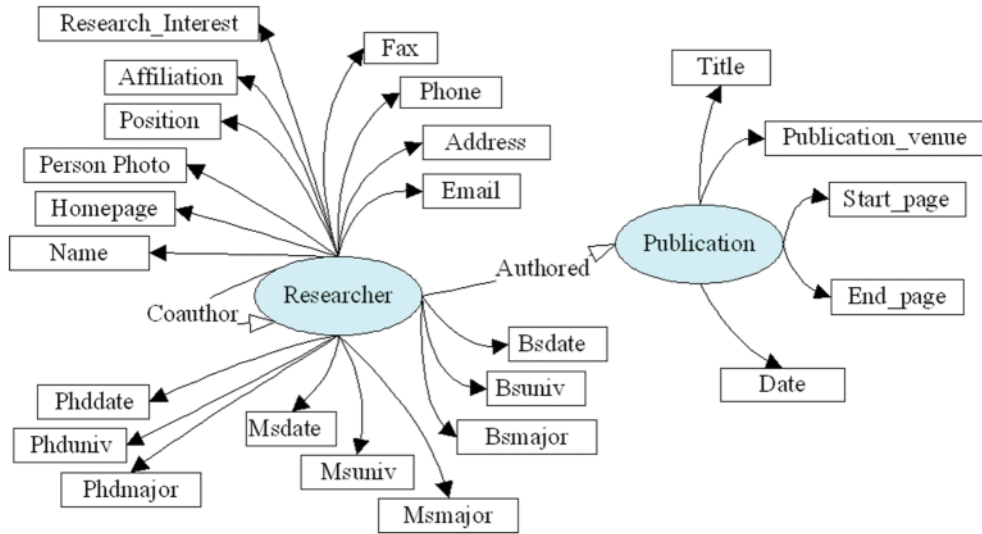 Research_Interest
Fax
Title
Affiliation
Phone
Position
Publication_venue
Address
Person Photo
Email
Start_page
Homepage
Name
Publication
Authored
Researcher
End_page
Coauthor
Bsdate
Date
Bsuniv
Phddate
Msdate
Bsmajor
Phduniv
Msuniv
Phdmajor
Msmajor